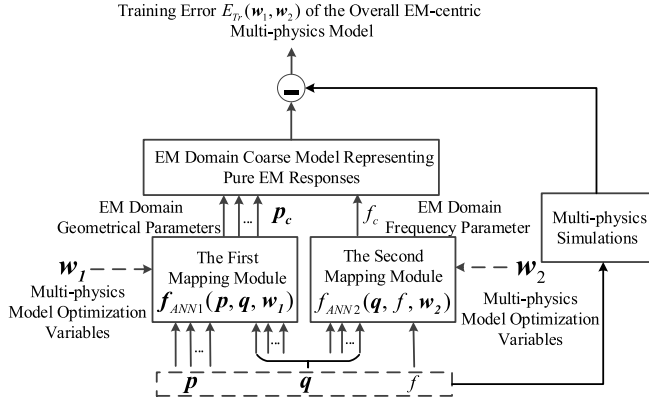 Training Error E_Tr(w_1, w_2) of the Overall EM-centric
Multi-physics Model
EM Domain Coarse Model Representing
Pure EM Responses
EM Domain
Geometrical Parameters
...
p_c
f_c
EM Domain
Frequency Parameter
Multi-physics
Simulations
w_1
Multi-physics
Model Optimization
Variables
The First
Mapping Module
f_ANN1(p, q, w_1)
The Second
Mapping Module
f_ANN2(q, f, w_2)
w_2
Multi-physics
Model Optimization
Variables
... ... ...
p q f